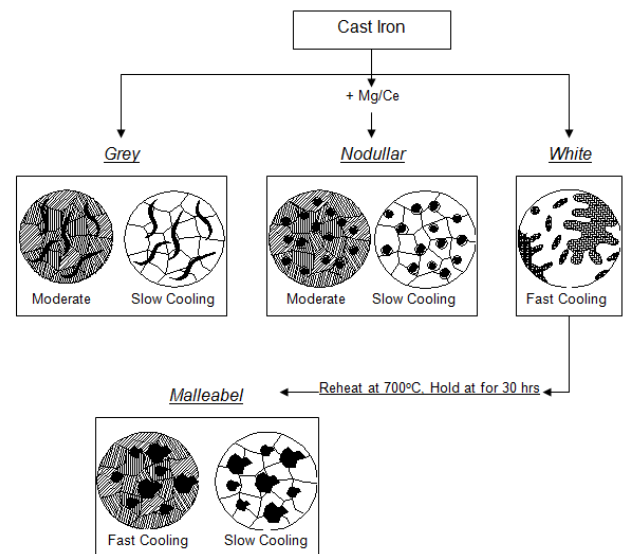 Cast Iron
+ Mg/Ce
Grey
Nodullar
White
Moderate
Slow Cooling
Moderate
Slow Cooling
Fast Cooling
Reheat at 700ºC, Hold at for 30 hrs
Malleabel
Fast Cooling
Slow Cooling